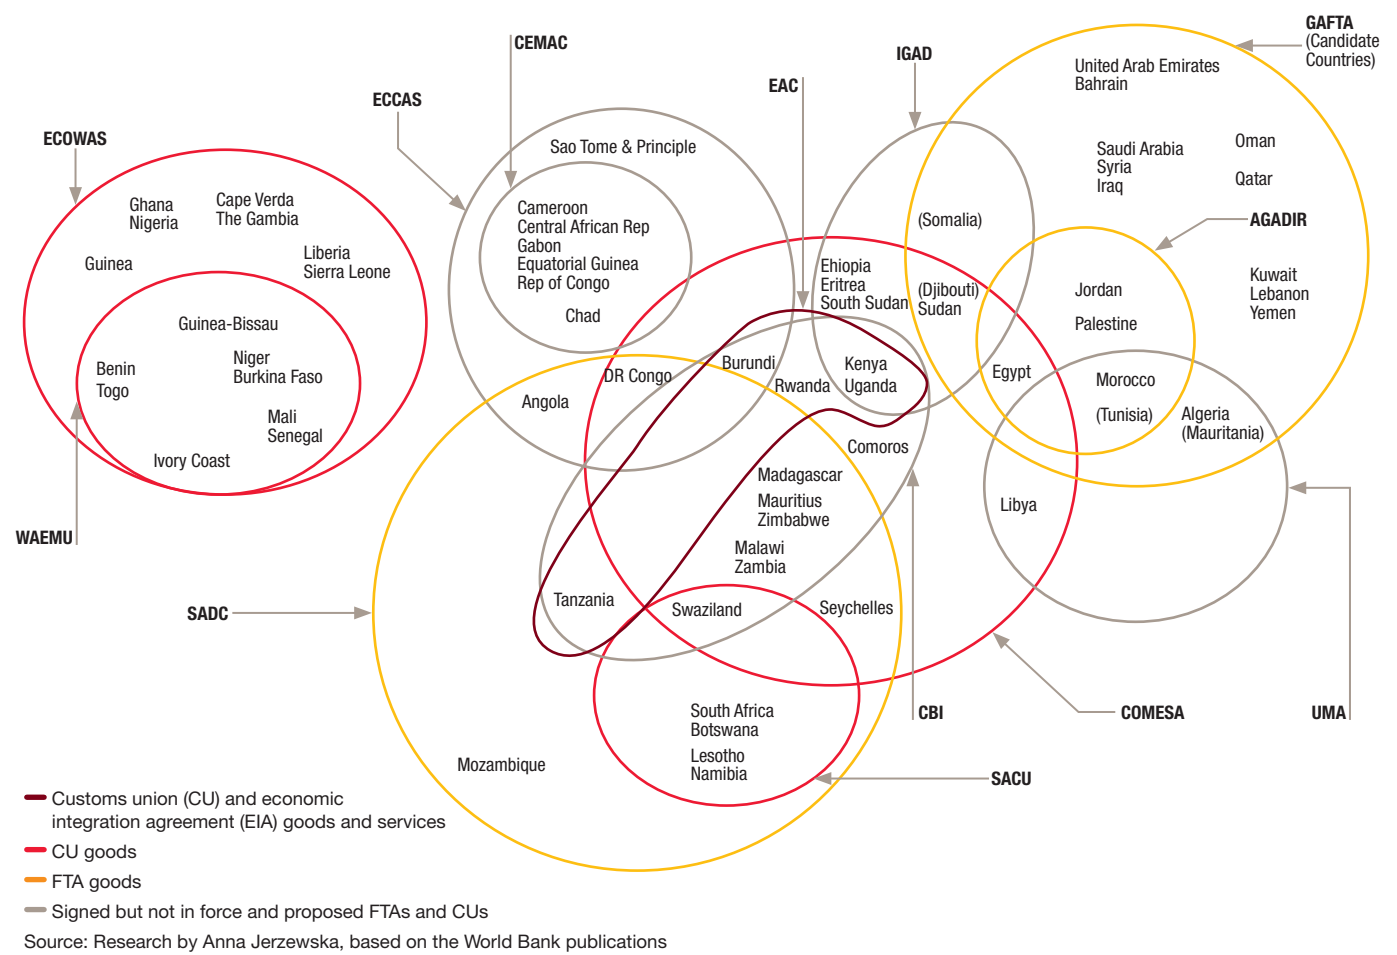 GAFTA
(Candidate
Countries)
CEMAC
IGAD
EAC
ECCAS
ECOWAS
United Arab Emirates
Bahrain
Sao Tome & Principle
Saudi Arabia
Syria
Iraq
Oman
Qatar
Ghana
Nigeria
Cape Verda
The Gambia
Cameroon
Central African Rep
Gabon
Equatorial Guinea
Rep of Congo
Chad
(Somalia)
AGADIR
Guinea
Liberia
Sierra Leone
Ehiopia
Eritrea
South Sudan
(Djibouti)
Sudan
Jordan
Palestine
Kuwait
Lebanon
Yemen
Guinea-Bissau
Benin
Togo
Niger
Burkina Faso
Mali
Senegal
Ivory Coast
DR Congo
Angola
Burundi
Rwanda
Kenya
Uganda
Egypt
Morocco
(Tunisia)
Algeria
(Mauritania)
Comoros
Madagascar
Mauritius
Zimbabwe
Malawi
Zambia
Libya
WAEMU
SADC
Tanzania
Swaziland
Seychelles
South Africa
Botswana
Lesotho
Namibia
Mozambique
CBI
COMESA
UMA
SACU
Customs union (CU) and economic
integration agreement (EIA) goods and services
CU goods
FTA goods
Signed but not in force and proposed FTAs and CUs
Source: Research by Anna Jerzewska, based on the World Bank publications